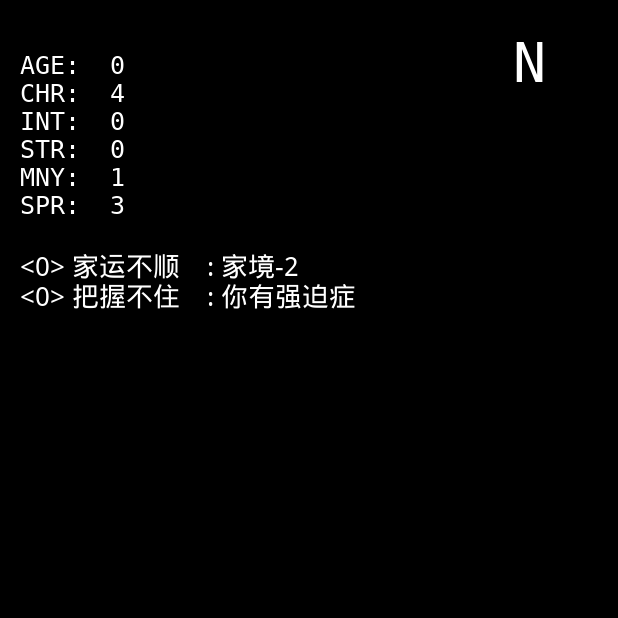 N
AGE: 0
CHR: 4
INT: 0
STR: 0
MNY: 1
SPR: 3
<O> 家运不顺 : 家境-2
<O> 把握不住 : 你有强迫症